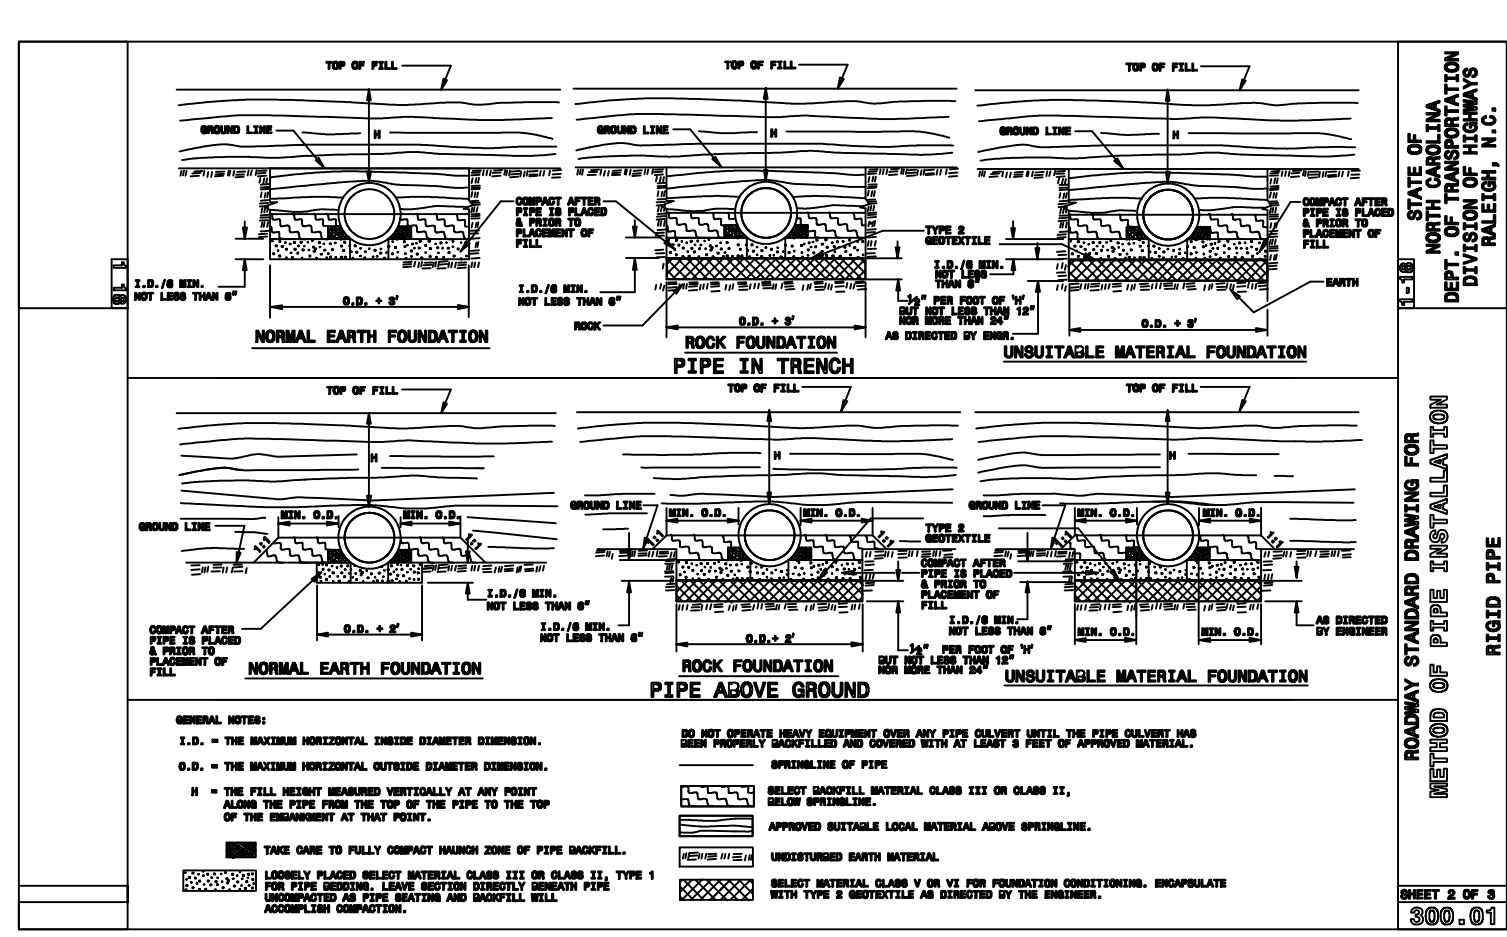 TOP OF FILL
GROUND LINE
H
COMPACT AFTER
PIPE IS PLACED
& PRIOR TO
PLACEMENT OF
FILL
I.D./6 MIN.
NOT LESS THAN 6"
O.D. + 3'
NORMAL EARTH FOUNDATION
TOP OF FILL
GROUND LINE
H
TYPE 2
GEOTEXTILE
I.D./6 MIN.
NOT LESS THAN 6"
ROCK
½" PER FOOT OF 'H'
BUT NOT LESS THAN 12"
NOR MORE THAN 24"
O.D. + 3'
ROCK FOUNDATION
TOP OF FILL
GROUND LINE
H
COMPACT AFTER
PIPE IS PLACED
& PRIOR TO
PLACEMENT OF
FILL
I.D./6 MIN.
NOT LESS
THAN 6"
EARTH
AS DIRECTED BY ENGR.
O.D. + 3'
UNSUITABLE MATERIAL FOUNDATION
PIPE IN TRENCH
TOP OF FILL
H
MIN. O.D.
MIN. O.D.
GROUND LINE
1:1
1:1
I.D./6 MIN.
NOT LESS THAN 6"
COMPACT AFTER
PIPE IS PLACED
& PRIOR TO
PLACEMENT OF
FILL
O.D. + 2'
NORMAL EARTH FOUNDATION
TOP OF FILL
H
GROUND LINE
MIN. O.D.
MIN. O.D.
1:1
1:1
TYPE 2
GEOTEXTILE
COMPACT AFTER
PIPE IS PLACED
& PRIOR TO
PLACEMENT OF
FILL
I.D./6 MIN.
NOT LESS THAN 6"
O.D.+ 2'
½" PER FOOT OF 'H'
BUT NOT LESS THAN 12"
NOR MORE THAN 24"
ROCK FOUNDATION
TOP OF FILL
H
GROUND LINE
MIN. O.D.
MIN. O.D.
1:1
1:1
I.D./6 MIN.
NOT LESS THAN 6"
AS DIRECTED
BY ENGINEER
MIN. O.D.
MIN. O.D.
UNSUITABLE MATERIAL FOUNDATION
PIPE ABOVE GROUND
GENERAL NOTES:
I.D. = THE MAXIMUM HORIZONTAL INSIDE DIAMETER DIMENSION.
O.D. = THE MAXIMUM HORIZONTAL OUTSIDE DIAMETER DIMENSION.
H = THE FILL HEIGHT MEASURED VERTICALLY AT ANY POINT
ALONG THE PIPE FROM THE TOP OF THE PIPE TO THE TOP
OF THE EMBANKMENT AT THAT POINT.
TAKE CARE TO FULLY COMPACT HAUNCH ZONE OF PIPE BACKFILL.
LOOSELY PLACED SELECT MATERIAL CLASS III OR CLASS II, TYPE 1
FOR PIPE BEDDING. LEAVE SECTION DIRECTLY BENEATH PIPE
UNCOMPACTED AS PIPE SEATING AND BACKFILL WILL
ACCOMPLISH COMPACTION.
DO NOT OPERATE HEAVY EQUIPMENT OVER ANY PIPE CULVERT UNTIL THE PIPE CULVERT HAS
BEEN PROPERLY BACKFILLED AND COVERED WITH AT LEAST 3 FEET OF APPROVED MATERIAL.
SPRINGLINE OF PIPE
SELECT BACKFILL MATERIAL CLASS III OR CLASS II,
BELOW SPRINGLINE.
APPROVED SUITABLE LOCAL MATERIAL ABOVE SPRINGLINE.
UNDISTURBED EARTH MATERIAL
SELECT MATERIAL CLASS V OR VI FOR FOUNDATION CONDITIONING. ENCAPSULATE
WITH TYPE 2 GEOTEXTILE AS DIRECTED BY THE ENGINEER.
STATE OF
NORTH CAROLINA
DEPT. OF TRANSPORTATION
DIVISION OF HIGHWAYS
RALEIGH, N.C.
1-18
ROADWAY STANDARD DRAWING FOR
METHOD OF PIPE INSTALLATION
RIGID PIPE
SHEET 2 OF 3
300.01